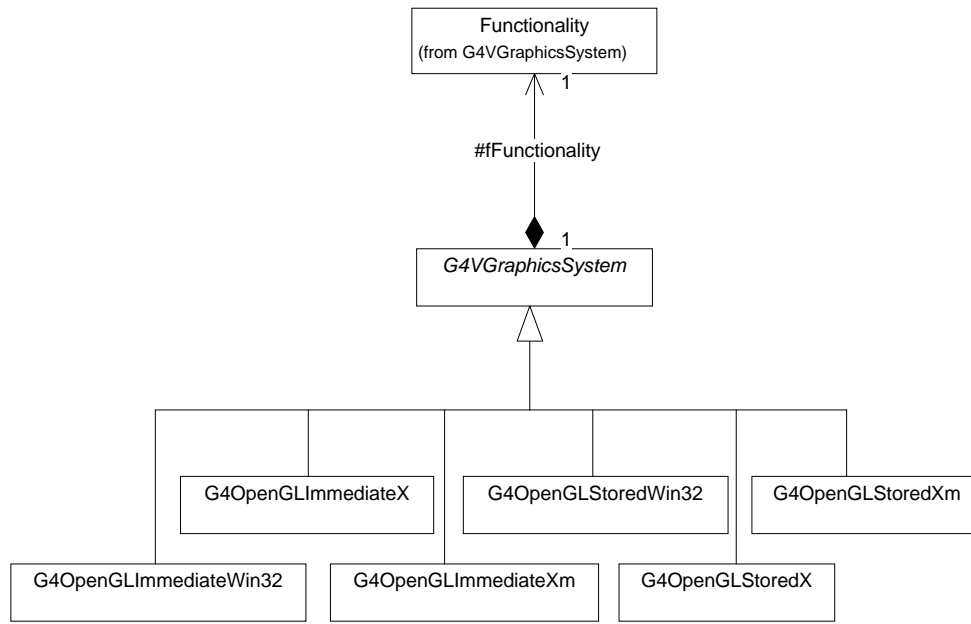 Functionality
(from G4VGraphicsSystem)
1
#fFunctionality
1
G4VGraphicsSystem
G4OpenGLImmediateX
G4OpenGLStoredWin32
G4OpenGLStoredXm
G4OpenGLImmediateWin32
G4OpenGLImmediateXm
G4OpenGLStoredX